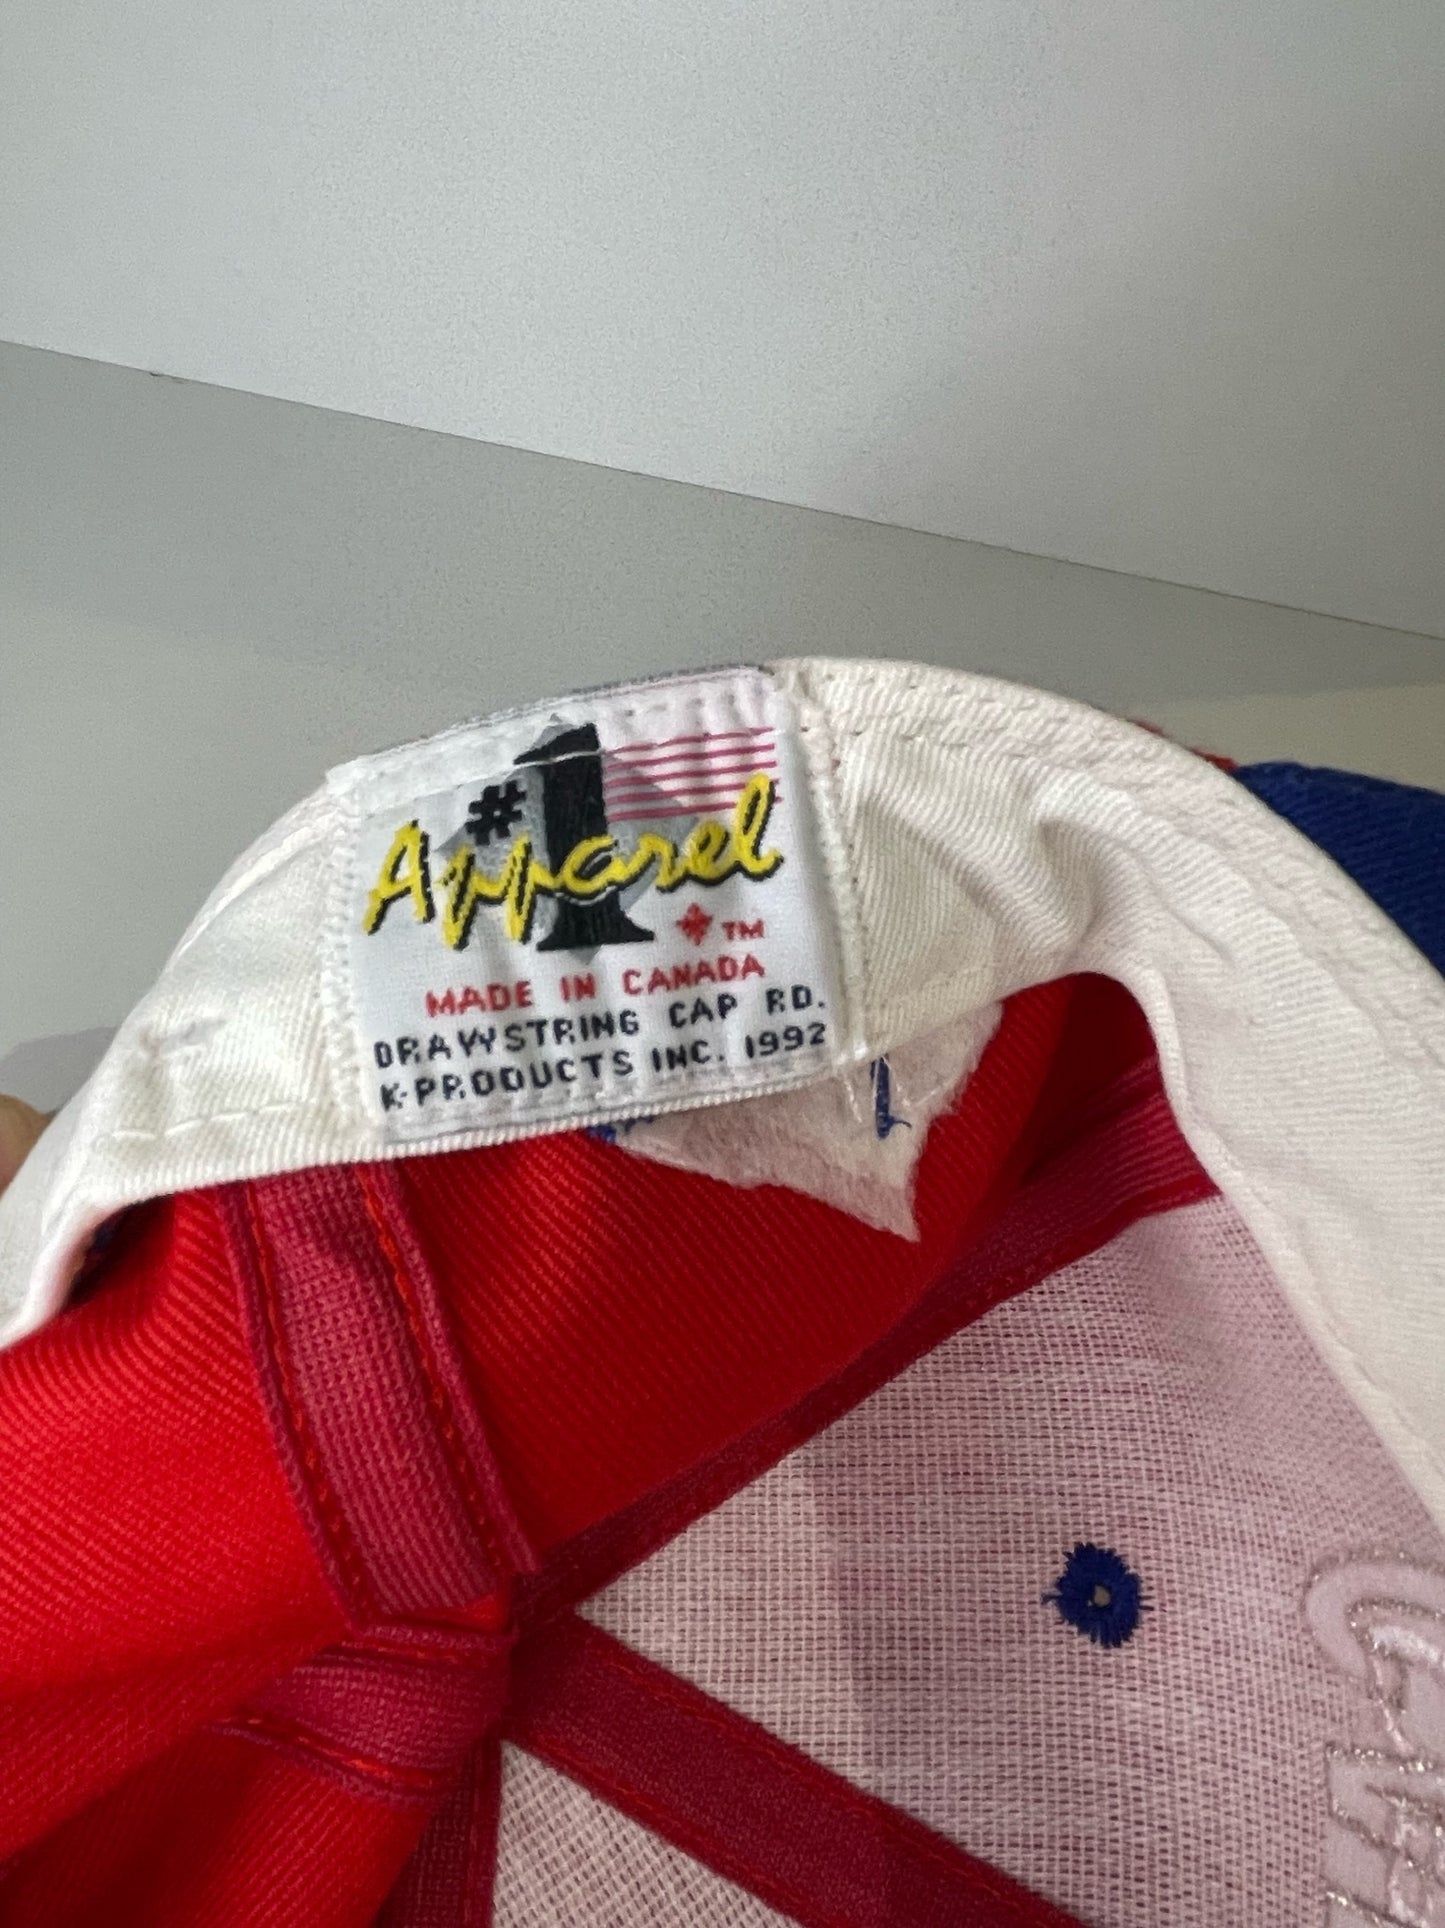 #1
Apparel
TM
MADE IN CANADA
DRAWSTRING CAP RD.
K-PRODUCTS INC. 1992